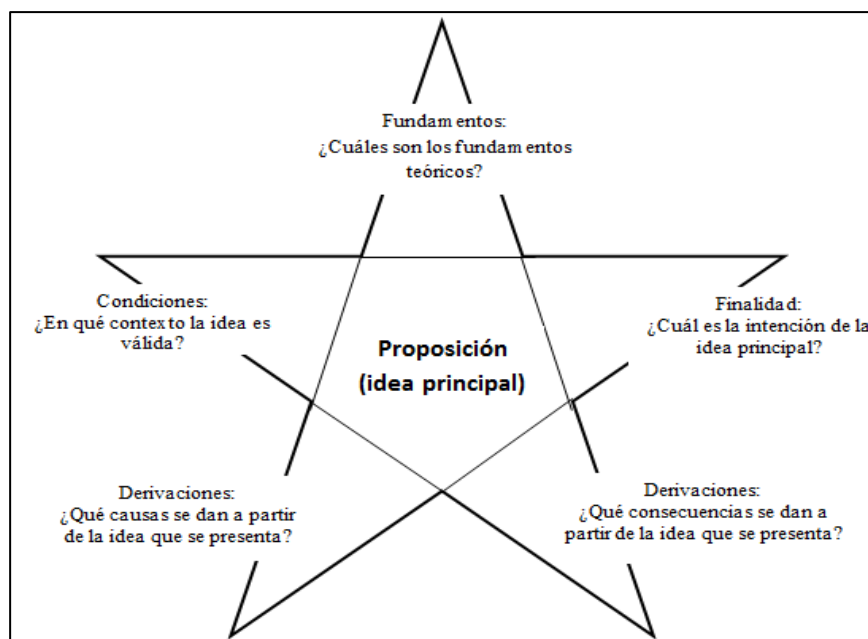 Fundamentos:
¿Cuáles son los fundamentos
teóricos?
Condiciones:
¿En qué contexto la idea es
válida?
Finalidad:
¿Cuál es la intención de la
idea principal?
Proposición
(idea principal)
Derivaciones:
¿Qué causas se dan a partir
de la idea que se presenta?
Derivaciones:
¿Qué consecuencias se dan a
partir de la idea que se presenta?